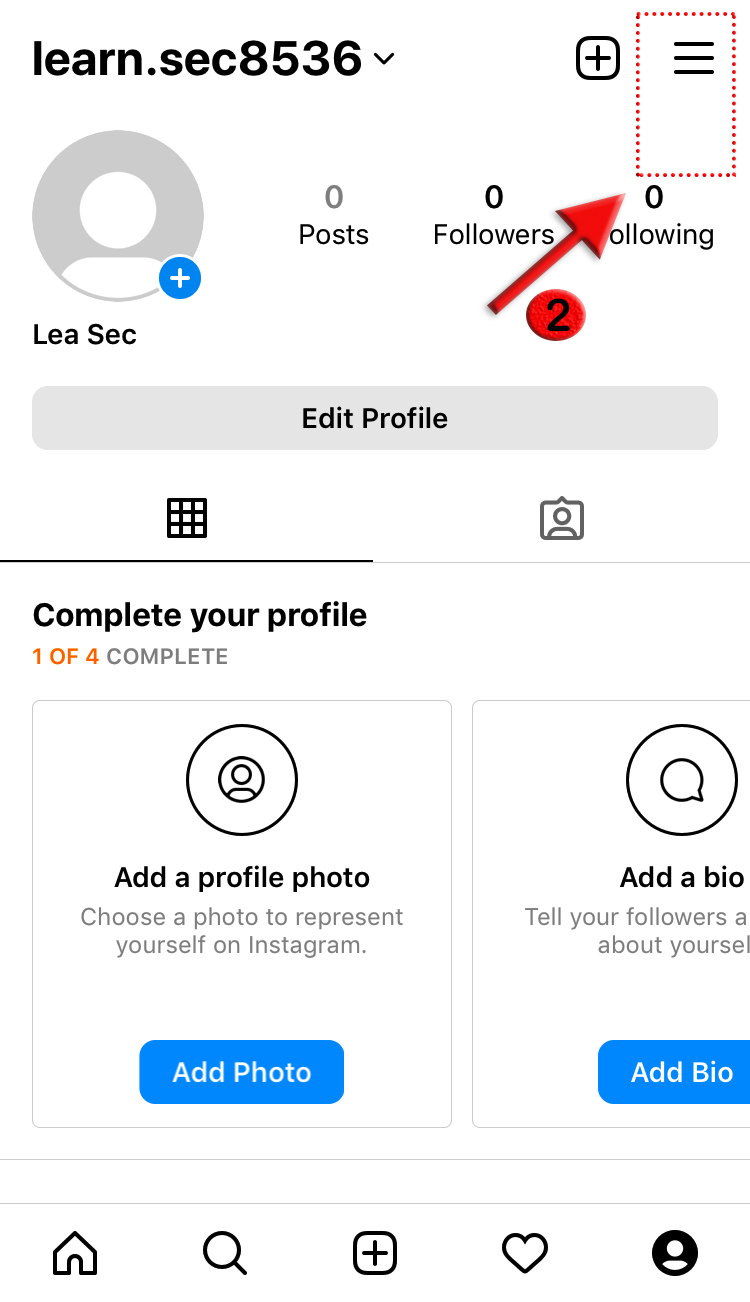 learn.sec8536
0 0 0
Posts Followers ollowing
2
Lea Sec
Edit Profile
Complete your profile
1 OF 4 COMPLETE
Add a profile photo
Choose a photo to represent
yourself on Instagram.
Add Photo
Add a bio
Tell your followers a
about yoursel
Add Bio